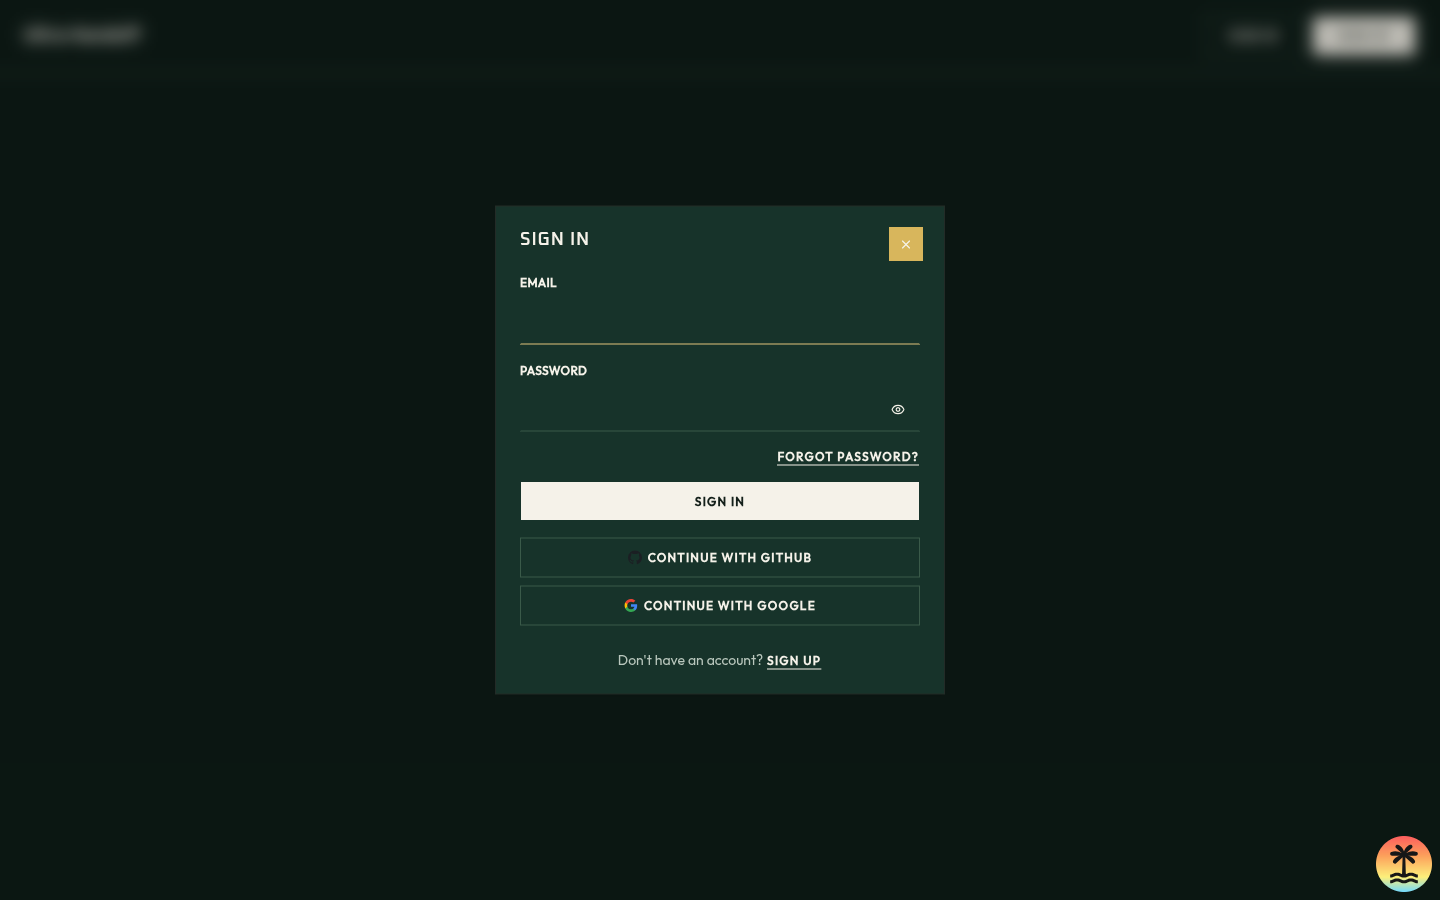 SIGN IN
EMAIL
PASSWORD
FORGOT PASSWORD?
SIGN IN
CONTINUE WITH GITHUB
CONTINUE WITH GOOGLE
Don't have an account? SIGN UP